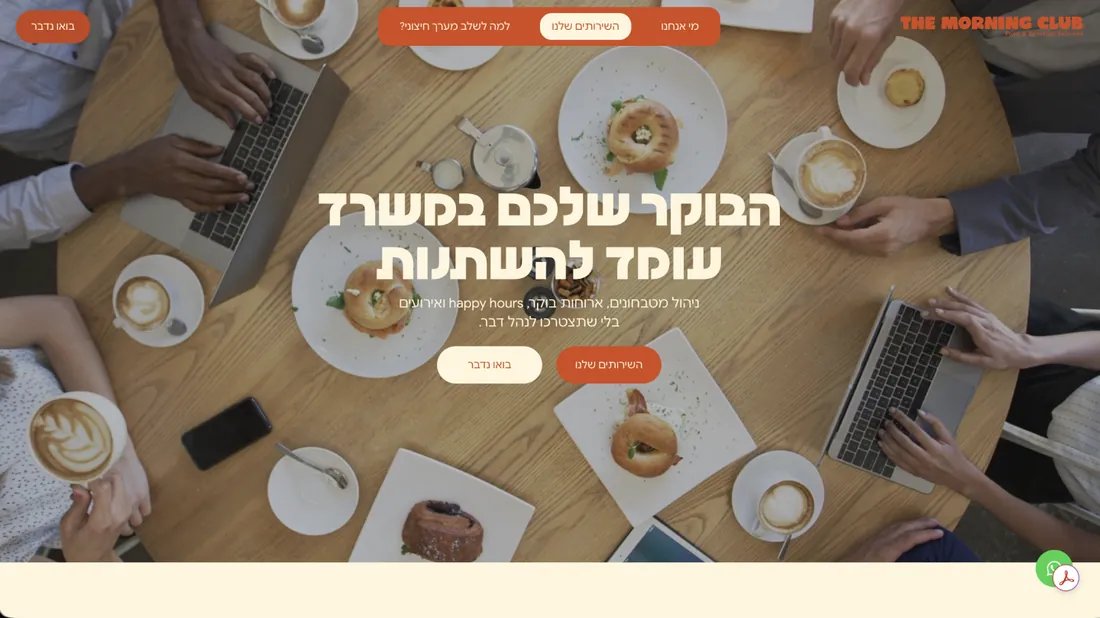 THE MORNING CLUB
מי אנחנו
השירותים שלנו
למה לשלב מערך חיצוני?
בואו נדבר
הבוקר שלכם במשרד
עומד להשתנות
ניהול מטבחונים, ארוחות בוקר, happy hours ואירועים
בלי שתצטרכו לנהל דבר.
השירותים שלנו
בואו נדבר